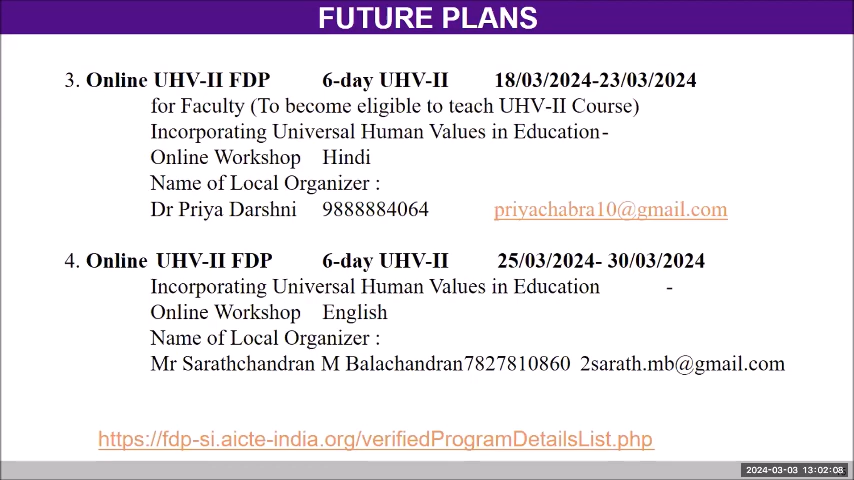 FUTURE PLANS
3. Online UHV-II FDP 6-day UHV-II 18/03/2024-23/03/2024
for Faculty (To become eligible to teach UHV-II Course)
Incorporating Universal Human Values in Education-
Online Workshop Hindi
Name of Local Organizer :
Dr Priya Darshni 9888884064 priyachabra10@gmail.com
4. Online UHV-II FDP 6-day UHV-II 25/03/2024- 30/03/2024
Incorporating Universal Human Values in Education -
Online Workshop English
Name of Local Organizer :
Mr Sarathchandran M Balachandran7827810860 2sarath.mb@gmail.com
https://fdp-si.aicte-india.org/verifiedProgramDetailsList.php
2024-03-03 13:02:08